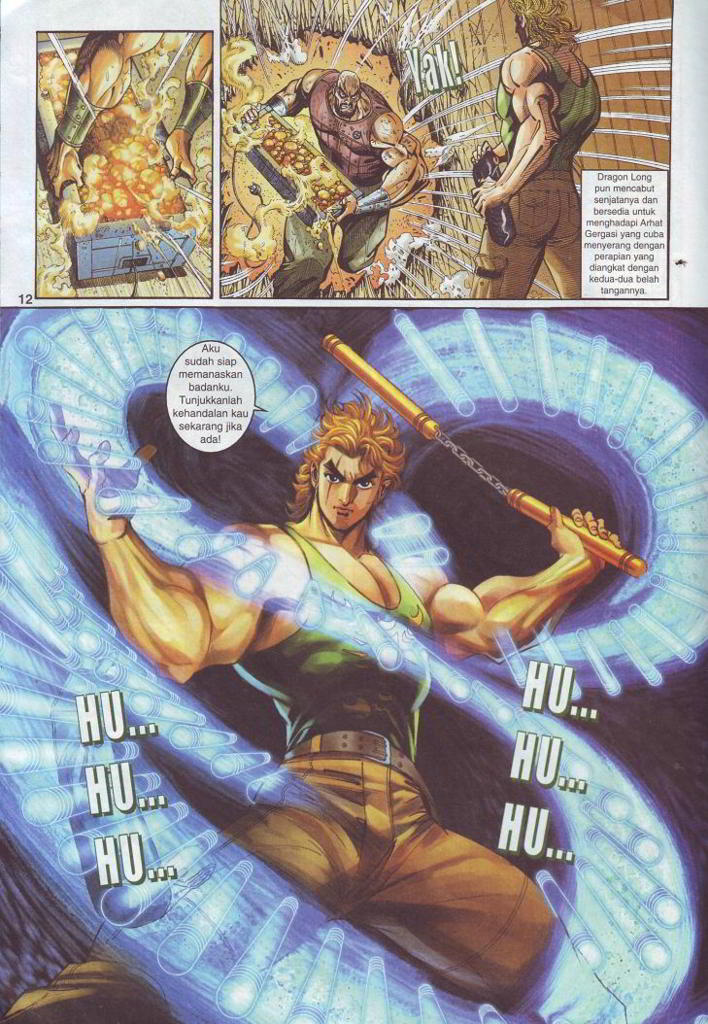 Yak!
Dragon Long
pun mencabut
senjatanya dan
bersedia untuk
menghadapi Arhat
Gergasi yang cuba
menyerang dengan
perapian yang
diangkat dengan
kedua-dua belah
tangannya.
12
Aku
sudah siap
memanaskan
badanku.
Tunjukkanlah
kehandalan kau
sekarang jika
ada!
HU...
HU...
HU...
HU...
HU...
HU...